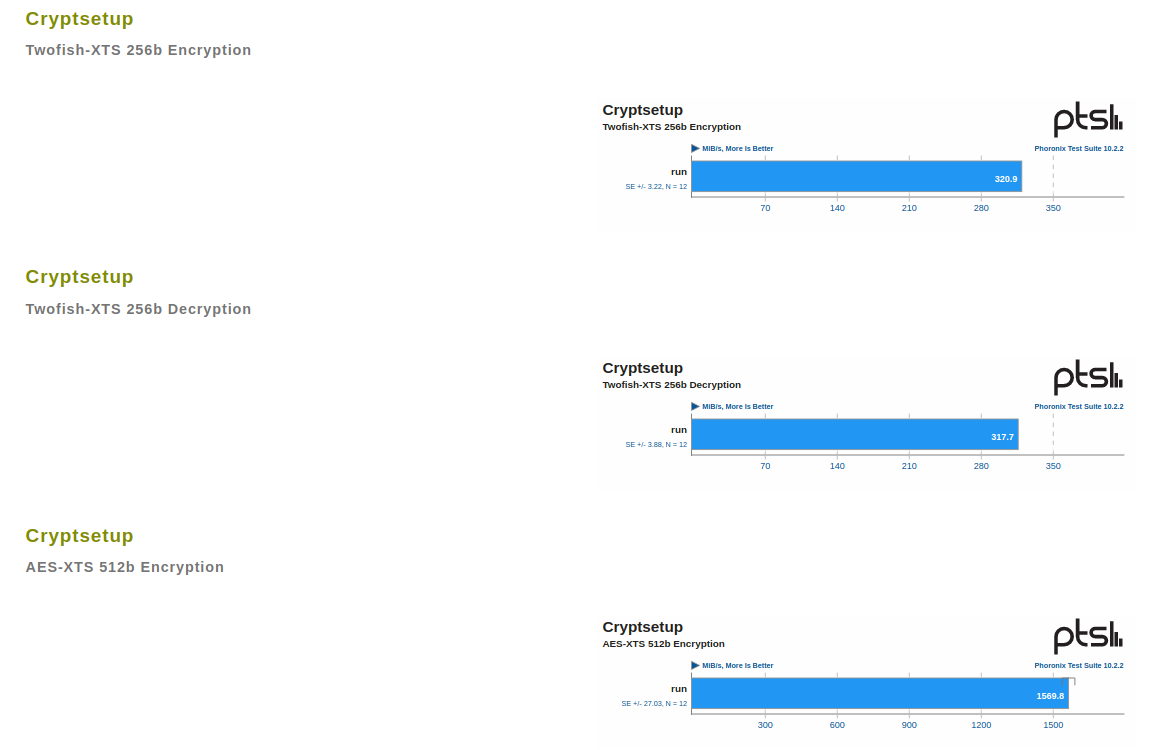 Cryptsetup
Twofish-XTS 256b Encryption
Cryptsetup
Twofish-XTS 256b Encryption
ptsl
MiB/s, More Is Better
Phoronix Test Suite 10.2.2
run
SE +/- 3.22, N = 12
320.9
70 140 210 280 350
Cryptsetup
Twofish-XTS 256b Decryption
Cryptsetup
Twofish-XTS 256b Decryption
ptsl
MiB/s, More Is Better
Phoronix Test Suite 10.2.2
run
SE +/- 3.88, N = 12
317.7
70 140 210 280 350
Cryptsetup
AES-XTS 512b Encryption
Cryptsetup
AES-XTS 512b Encryption
ptsl
MiB/s, More Is Better
Phoronix Test Suite 10.2.2
run
SE +/- 27.03, N = 12
1569.8
300 600 900 1200 1500